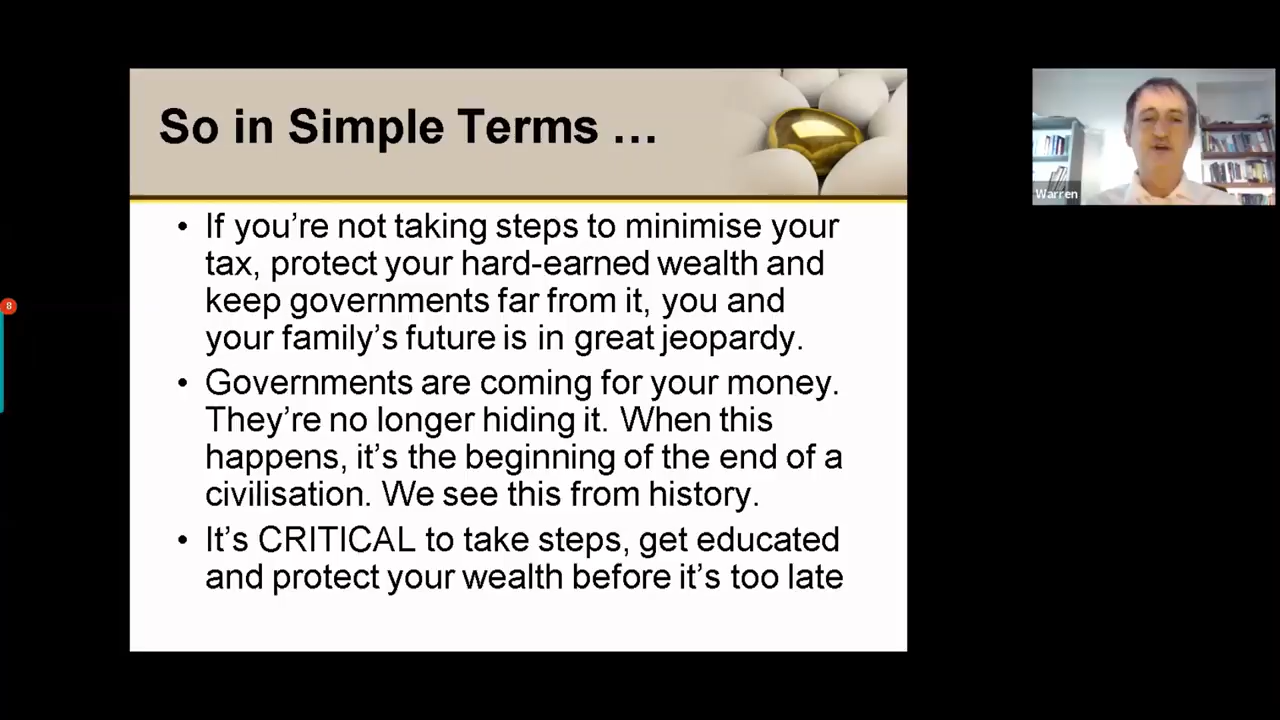 So in Simple Terms …
• If you’re not taking steps to minimise your
tax, protect your hard-earned wealth and
keep governments far from it, you and
your family’s future is in great jeopardy.
• Governments are coming for your money.
They’re no longer hiding it. When this
happens, it’s the beginning of the end of a
civilisation. We see this from history.
• It’s CRITICAL to take steps, get educated
and protect your wealth before it’s too late
Warren
8